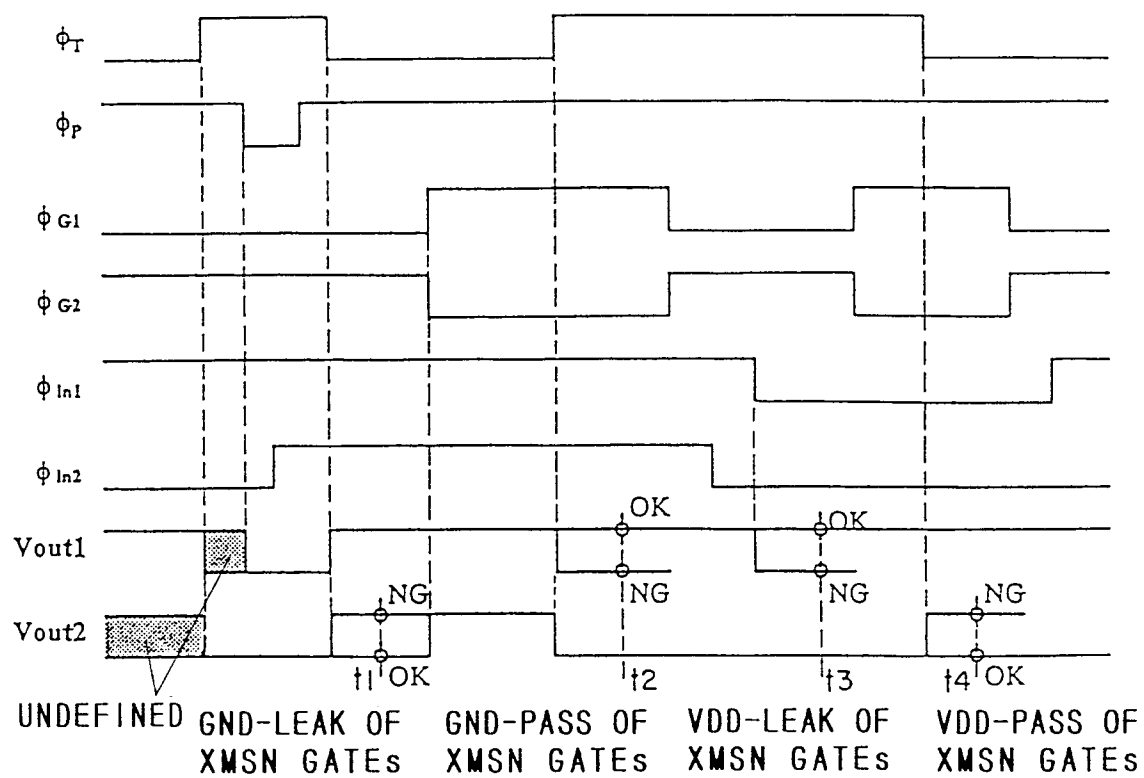 ϕT
ϕP
ϕG1
ϕG2
ϕIn1
ϕIn2
Vout1
OK
NG
OK
NG
Vout2
NG
t1 OK
t2
t3
NG
t4 OK
UNDEFINED
GND-LEAK OF
XMSN GATEs
GND-PASS OF
XMSN GATEs
VDD-LEAK OF
XMSN GATEs
VDD-PASS OF
XMSN GATEs